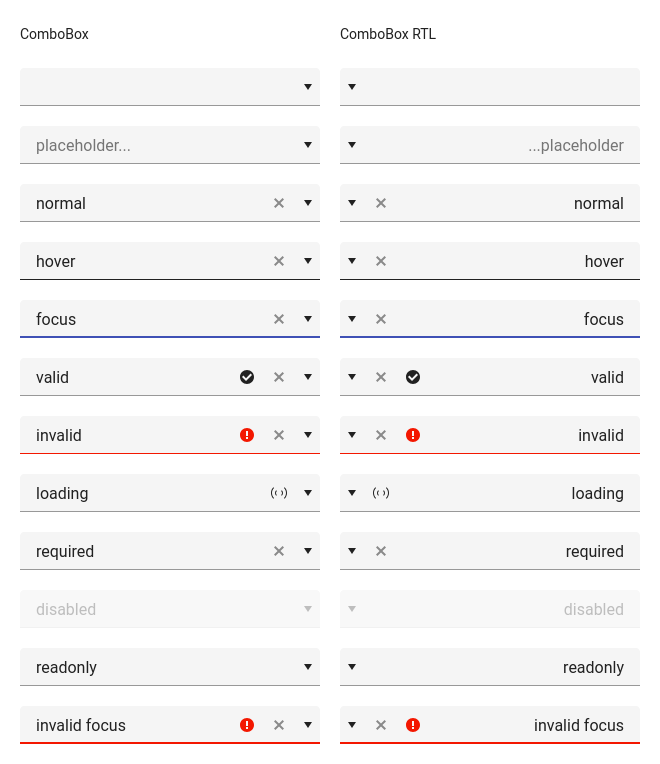 ComboBox
ComboBox RTL
placeholder...
...placeholder
normal
normal
hover
hover
focus
focus
valid
valid
invalid
invalid
loading
loading
required
required
disabled
disabled
readonly
readonly
invalid focus
invalid focus